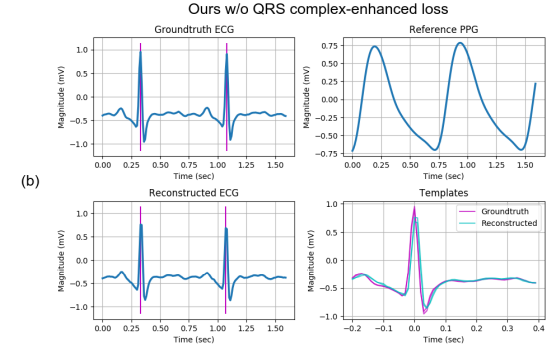 Ours w/o QRS complex-enhanced loss
Groundtruth ECG
Magnitude (mV)
1.0
0.5
0.0
−0.5
−1.0
0.00 0.25 0.50 0.75 1.00 1.25 1.50
Time (sec)
Reference PPG
Magnitude (mV)
0.75
0.50
0.25
0.00
−0.25
−0.50
−0.75
0.00 0.25 0.50 0.75 1.00 1.25 1.50
Time (sec)
(b)
Reconstructed ECG
Magnitude (mV)
1.0
0.5
0.0
−0.5
−1.0
0.00 0.25 0.50 0.75 1.00 1.25 1.50
Time (sec)
Templates
Magnitude (mV)
1.0
0.5
0.0
−0.5
−1.0
Groundtruth
Reconstructed
−0.2 −0.1 0.0 0.1 0.2 0.3 0.4
Time (sec)